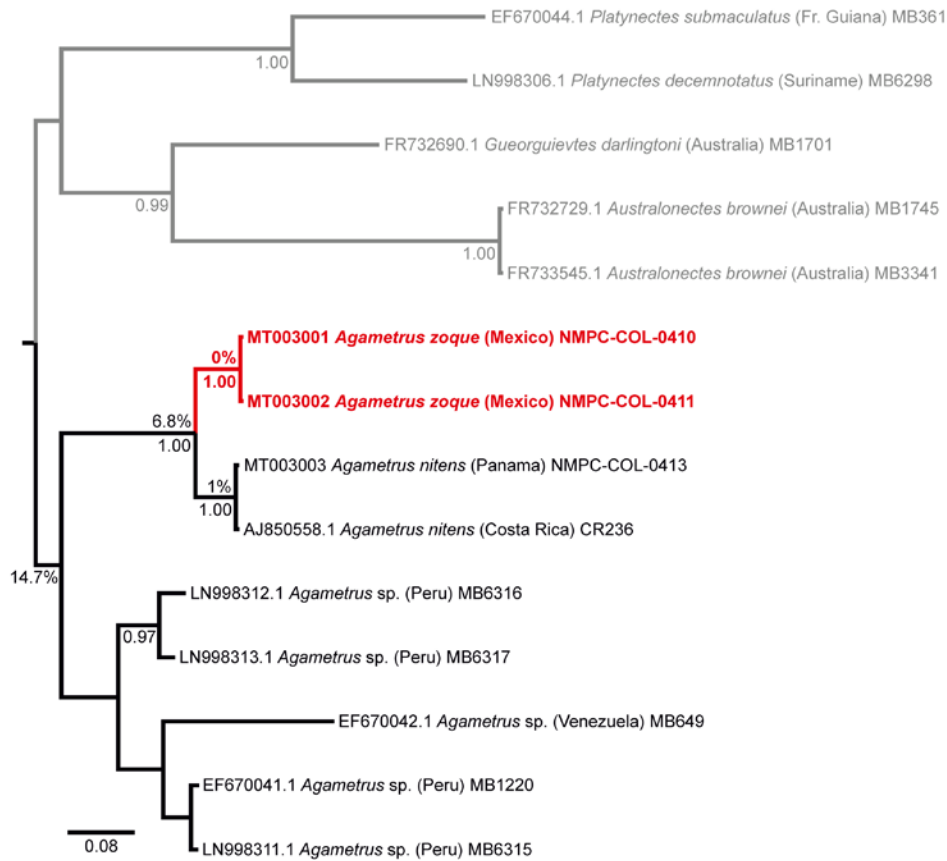 EF670044.1 Platynectes submaculatus (Fr. Guiana) MB361
1.00
LN998306.1 Platynectes decemnotatus (Suriname) MB6298
FR732690.1 Gueorguievtes darlingtoni (Australia) MB1701
0.99
FR732729.1 Australonectes brownei (Australia) MB1745
1.00
FR733545.1 Australonectes brownei (Australia) MB3341
MT003001 Agametrus zoque (Mexico) NMPC-COL-0410
0%
1.00
MT003002 Agametrus zoque (Mexico) NMPC-COL-0411
6.8%
1.00
MT003003 Agametrus nitens (Panama) NMPC-COL-0413
1%
1.00
AJ850558.1 Agametrus nitens (Costa Rica) CR236
14.7%
LN998312.1 Agametrus sp. (Peru) MB6316
0.97
LN998313.1 Agametrus sp. (Peru) MB6317
EF670042.1 Agametrus sp. (Venezuela) MB649
EF670041.1 Agametrus sp. (Peru) MB1220
0.08
LN998311.1 Agametrus sp. (Peru) MB6315